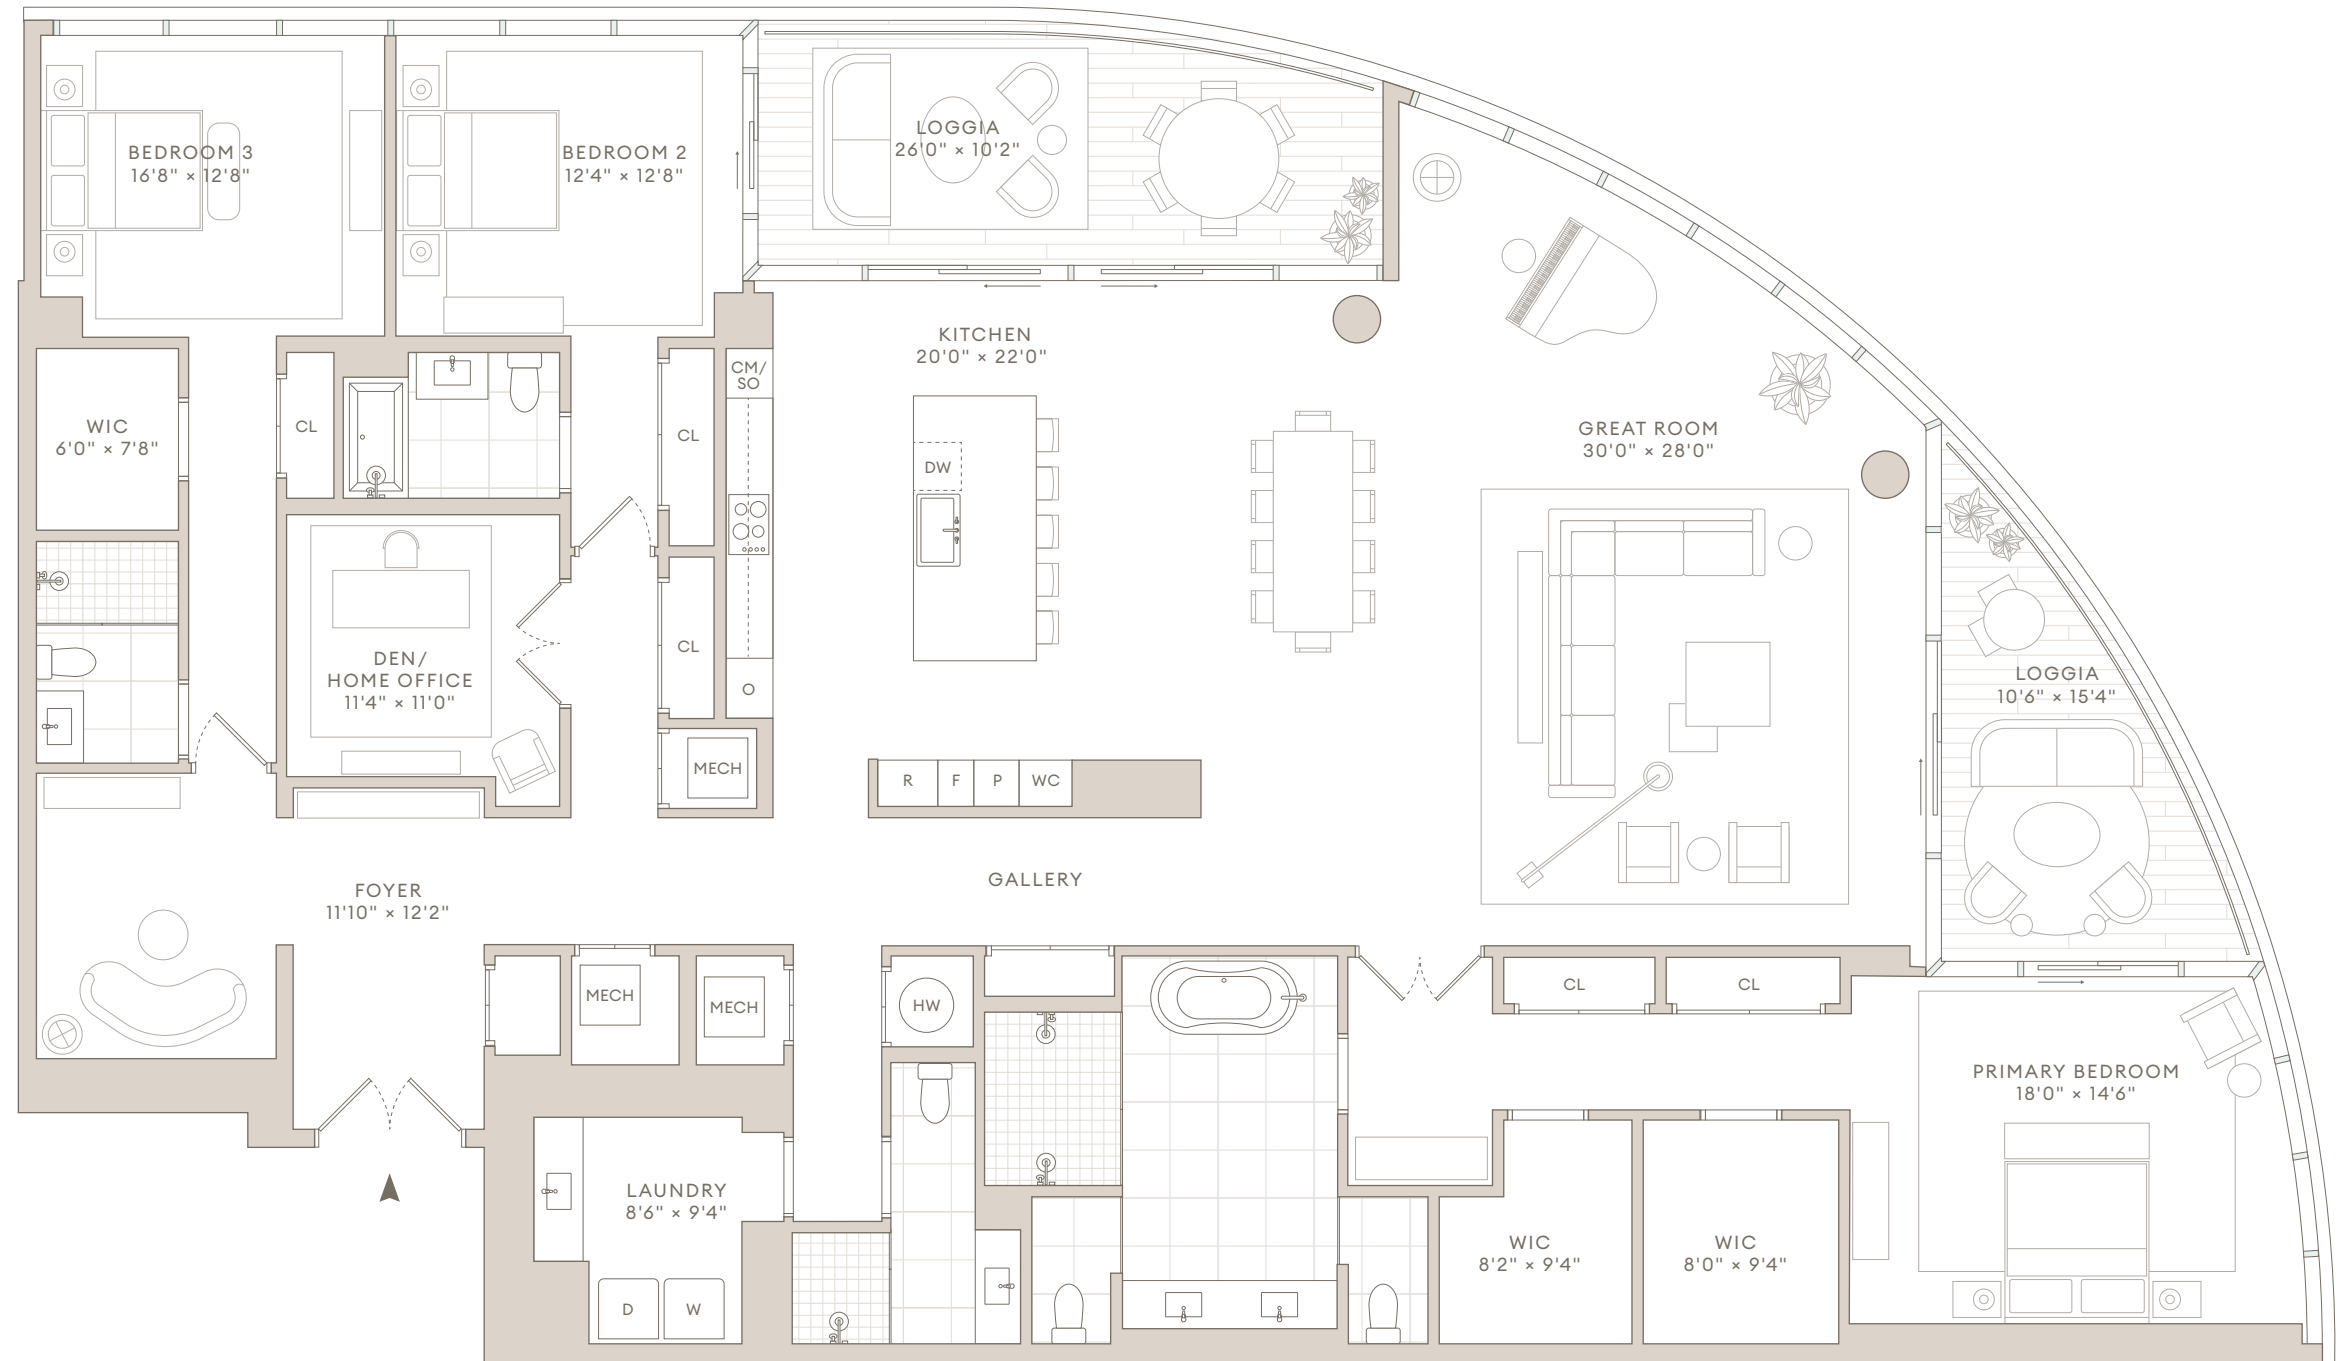 BEDROOM 3
16'8" × 12'8"
BEDROOM 2
12'4" × 12'8"
LOGGIA
26'0" × 10'2"
KITCHEN
20'0" × 22'0"
CM/
SO
WIC
6'0" × 7'8"
CL
CL
DW
GREAT ROOM
30'0" × 28'0"
DEN/
HOME OFFICE
11'4" × 11'0"
CL
O
LOGGIA
10'6" × 15'4"
MECH
R
F
P
WC
FOYER
11'10" × 12'2"
GALLERY
MECH
MECH
HW
CL
CL
PRIMARY BEDROOM
18'0" × 14'6"
LAUNDRY
8'6" × 9'4"
WIC
8'2" × 9'4"
WIC
8'0" × 9'4"
D
W